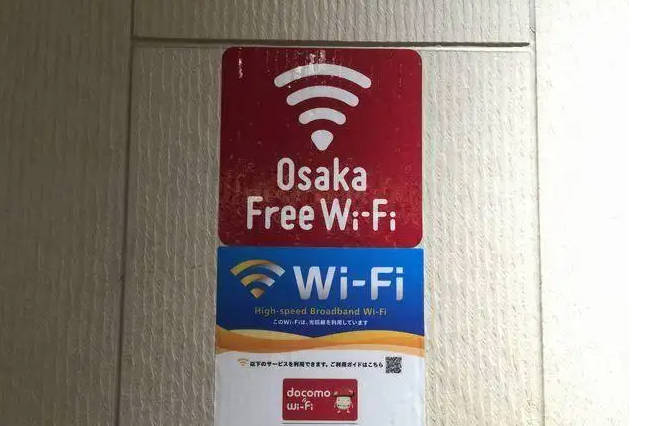 Osaka
Free Wi-Fi
Wi-Fi
High-speed Broadband Wi-Fi
このWi-Fiは、光回線を利用しています
以下のサービスを利用できます。ご利用ガイドはこちら
docomo
Wi-Fi